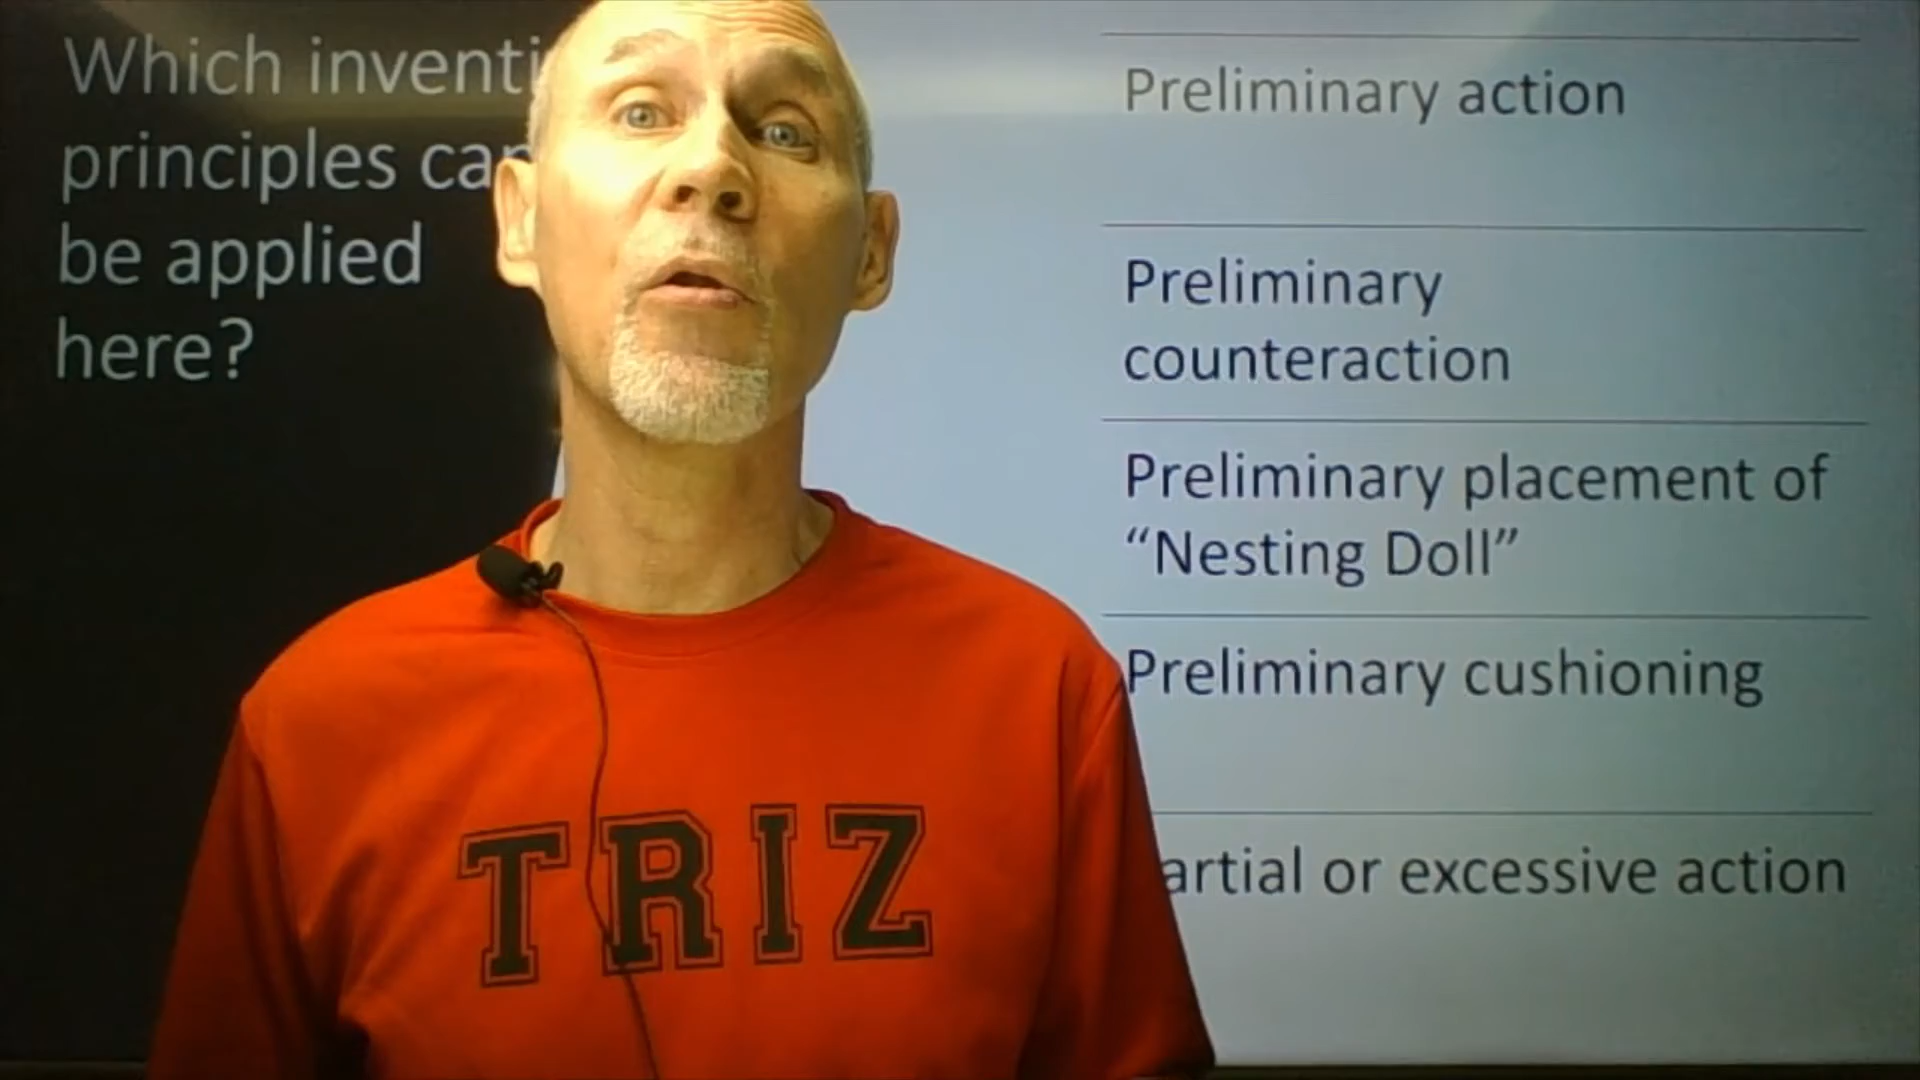 Which inventi
principles ca
be applied
here?
Preliminary action
Preliminary
counteraction
Preliminary placement of
“Nesting Doll”
Preliminary cushioning
artial or excessive action
TRIZ